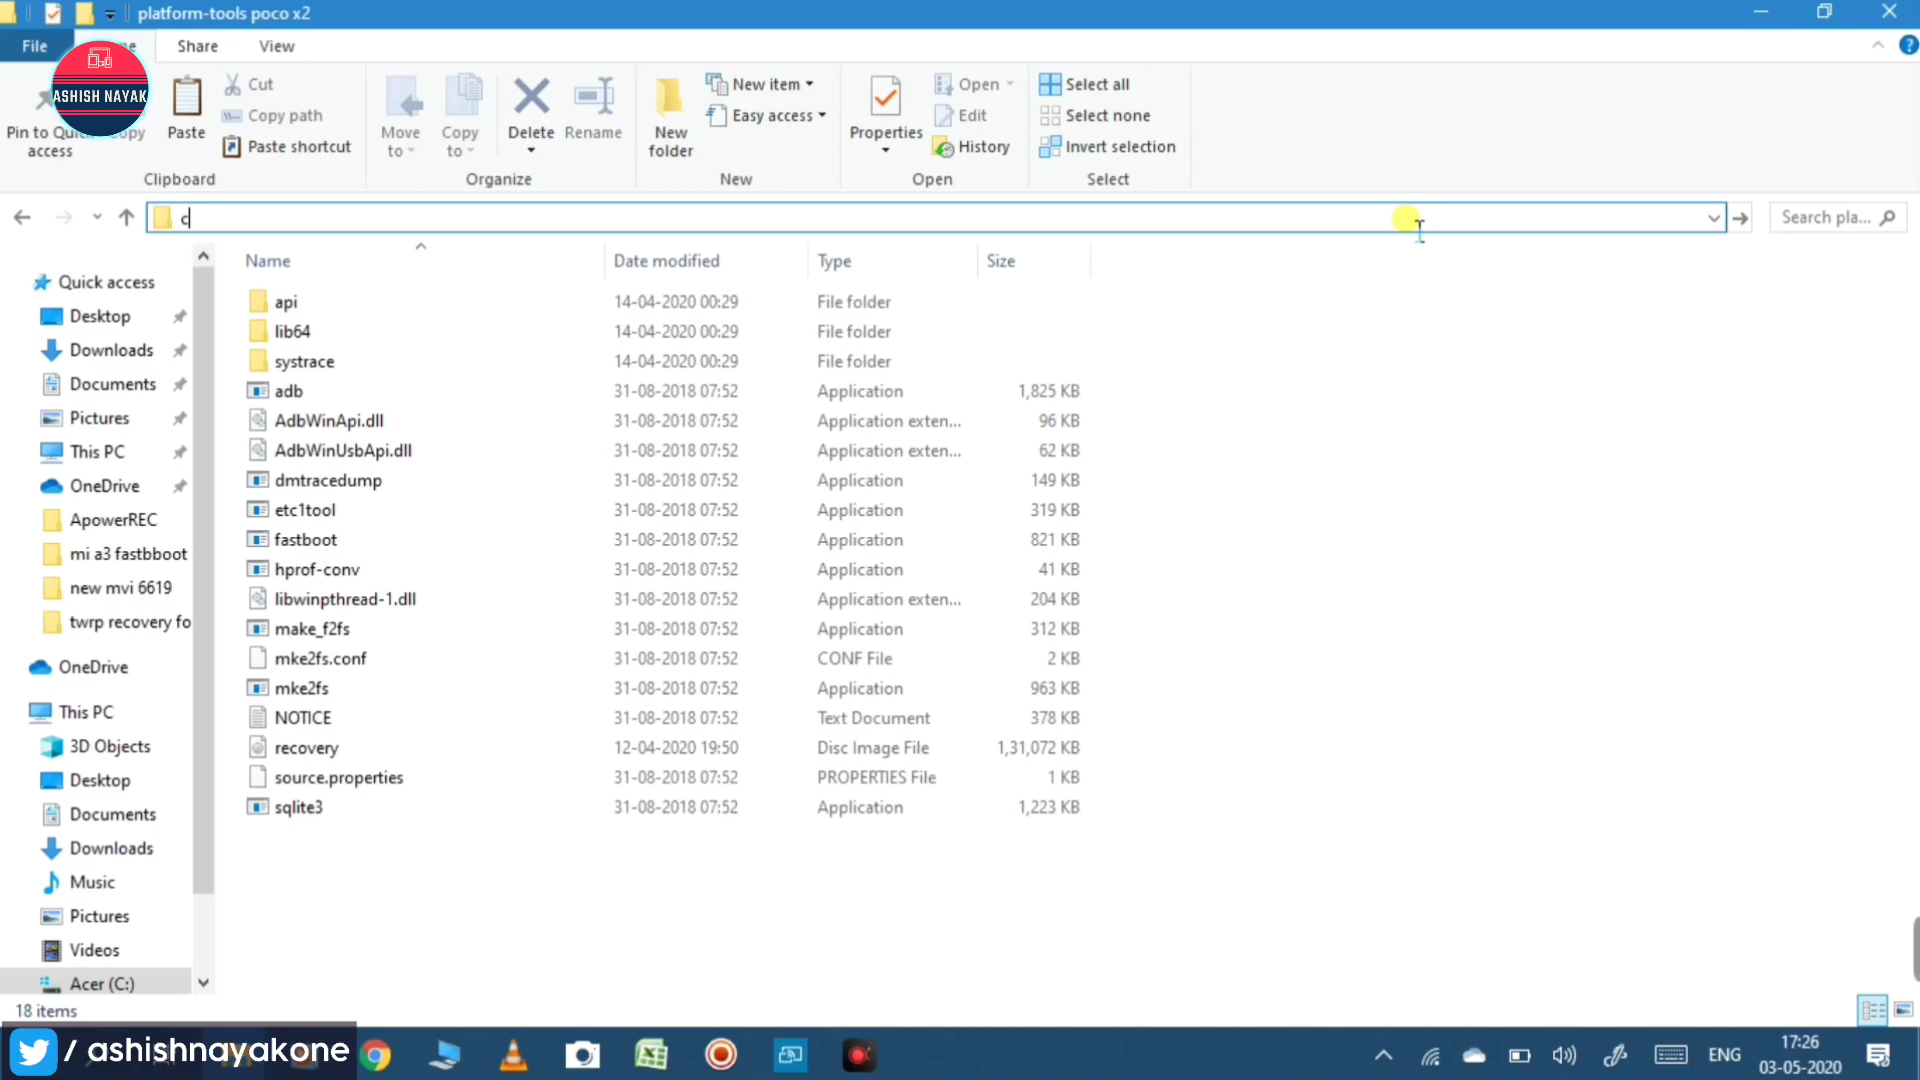 platform-tools poco x2
File
Share
View
ASHISH NAYAK
Pin to Quick
access
Copy
Paste
Cut
Copy path
Paste shortcut
Clipboard
Move
to
Copy
to
Delete
Rename
Organize
New
folder
New item
Easy access
New
Properties
Open
Edit
History
Open
Select all
Select none
Invert selection
Select
c
Search pla...
Name
Date modified
Type
Size
api 14-04-2020 00:29 File folder
lib64 14-04-2020 00:29 File folder
systrace 14-04-2020 00:29 File folder
adb 31-08-2018 07:52 Application 1,825 KB
AdbWinApi.dll 31-08-2018 07:52 Application exten... 96 KB
AdbWinUsbApi.dll 31-08-2018 07:52 Application exten... 62 KB
dmtracedump 31-08-2018 07:52 Application 149 KB
etc1tool 31-08-2018 07:52 Application 319 KB
fastboot 31-08-2018 07:52 Application 821 KB
hprof-conv 31-08-2018 07:52 Application 41 KB
libwinpthread-1.dll 31-08-2018 07:52 Application exten... 204 KB
make_f2fs 31-08-2018 07:52 Application 312 KB
mke2fs.conf 31-08-2018 07:52 CONF File 2 KB
mke2fs 31-08-2018 07:52 Application 963 KB
NOTICE 31-08-2018 07:52 Text Document 378 KB
recovery 12-04-2020 19:50 Disc Image File 1,31,072 KB
source.properties 31-08-2018 07:52 PROPERTIES File 1 KB
sqlite3 31-08-2018 07:52 Application 1,223 KB
Quick access
Desktop
Downloads
Documents
Pictures
This PC
OneDrive
ApowerREC
mi a3 fastbboot
new mvi 6619
twrp recovery fo
OneDrive
This PC
3D Objects
Desktop
Documents
Downloads
Music
Pictures
Videos
Acer (C:)
18 items
/ ashishnayakone
ENG
17:26
03-05-2020